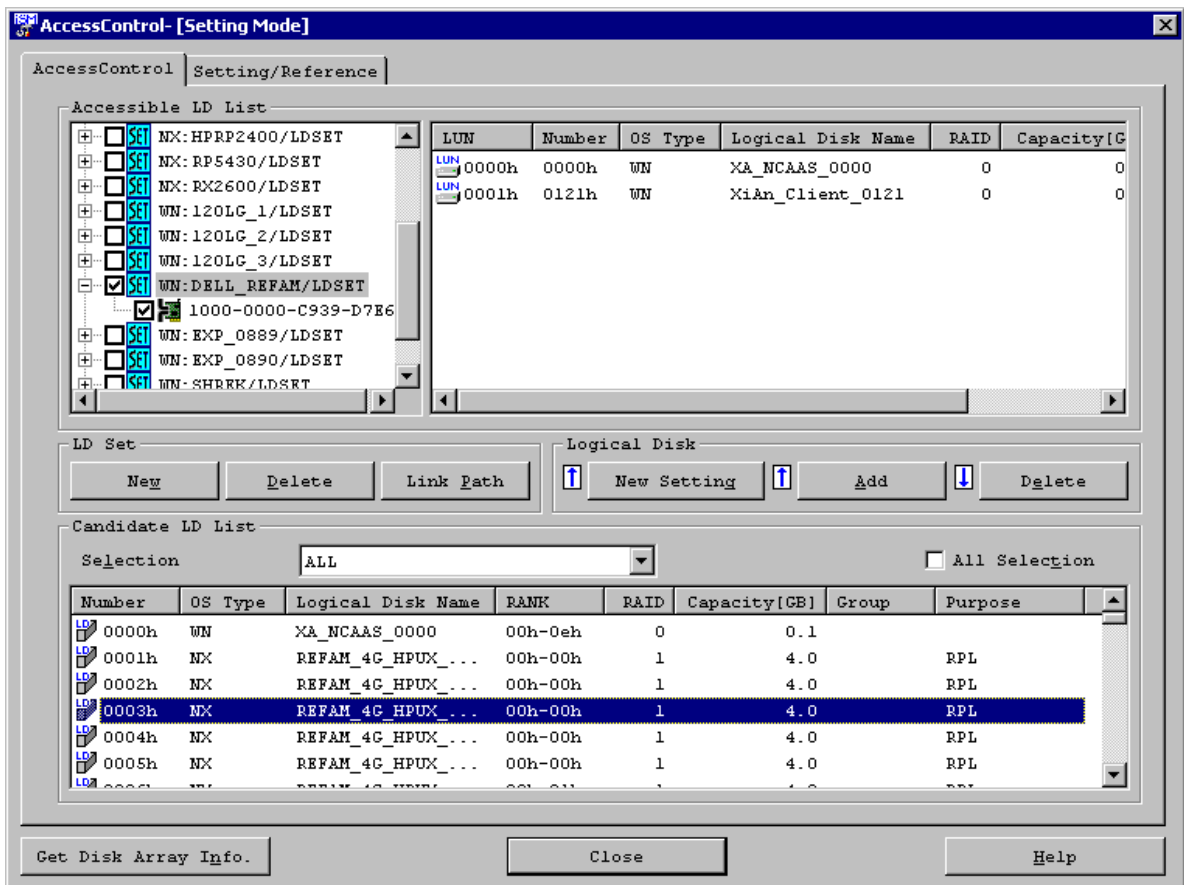 AccessControl- [Setting Mode]
AccessControl Setting/Reference
Accessible LD List
NX:HPRP2400/LDSET
NX:RP5430/LDSET
NX:RX2600/LDSET
WN:120LG_1/LDSET
WN:120LG_2/LDSET
WN:120LG_3/LDSET
WN:DELL_REFAM/LDSET
1000-0000-C939-D7E6
WN:EXP_0889/LDSET
WN:EXP_0890/LDSET
WN:SHREK/LDSET
LUN Number OS Type Logical Disk Name RAID Capacity[G
0000h 0000h WN XA_NCAAS_0000 0 0
0001h 0121h WN XiAn_Client_0121 0 0
LD Set
New Delete Link Path
Logical Disk
New Setting Add Delete
Candidate LD List
Selection ALL All Selection
Number OS Type Logical Disk Name RANK RAID Capacity[GB] Group Purpose
0000h WN XA_NCAAS_0000 00h-0eh 0 0.1
0001h NX REFAM_4G_HPUX_... 00h-00h 1 4.0 RPL
0002h NX REFAM_4G_HPUX_... 00h-00h 1 4.0 RPL
0003h NX REFAM_4G_HPUX_... 00h-00h 1 4.0 RPL
0004h NX REFAM_4G_HPUX_... 00h-00h 1 4.0 RPL
0005h NX REFAM_4G_HPUX_... 00h-00h 1 4.0 RPL
Get Disk Array Info. Close Help